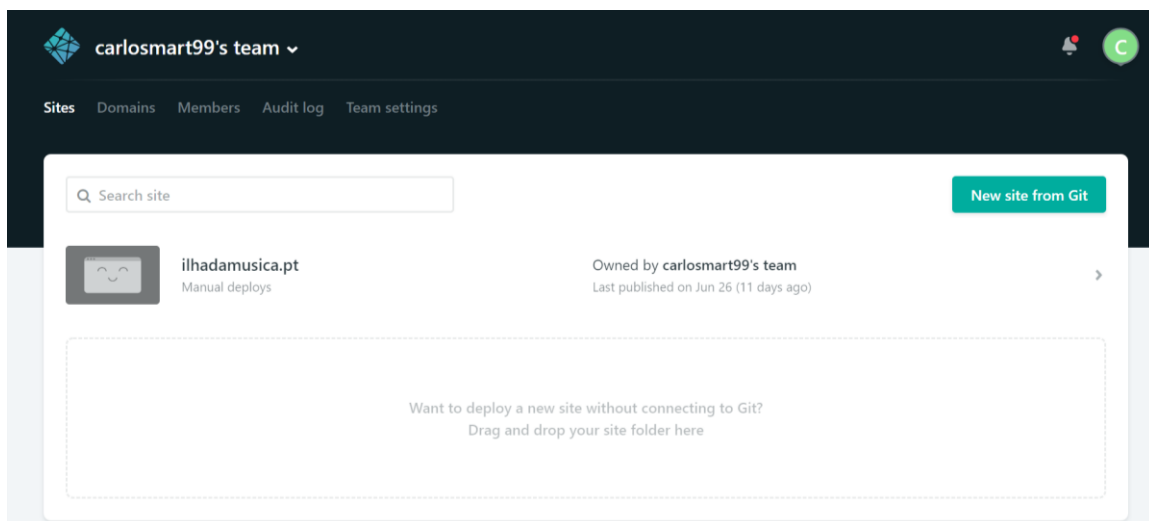 carlosmart99's team
C
Sites Domains Members Audit log Team settings
Search site
New site from Git
ilhadamusica.pt
Manual deploys
Owned by carlosmart99's team
Last published on Jun 26 (11 days ago)
Want to deploy a new site without connecting to Git?
Drag and drop your site folder here